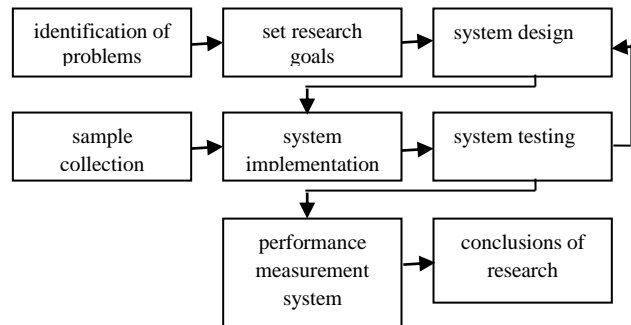 identification of
problems
set research
goals
system design
sample
collection
system
implementation
system testing
performance
measurement
system
conclusions of
research